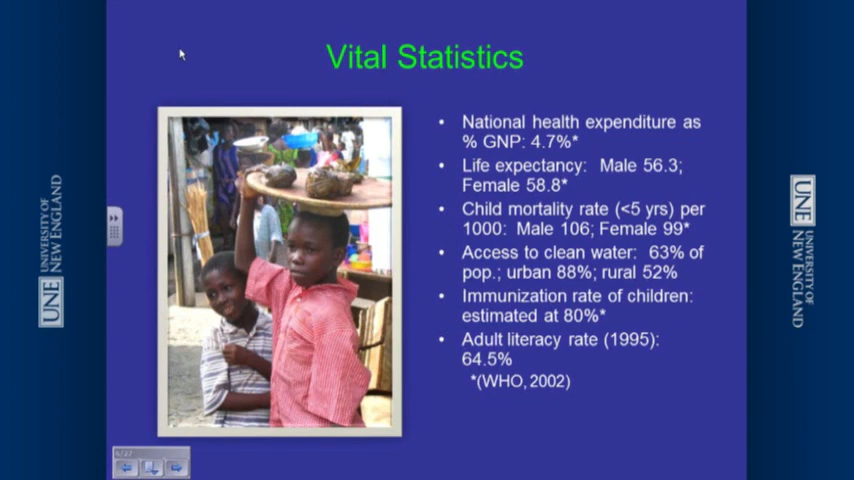 Vital Statistics
• National health expenditure as
% GNP: 4.7%*
• Life expectancy: Male 56.3;
Female 58.8*
• Child mortality rate (<5 yrs) per
1000: Male 106; Female 99*
• Access to clean water: 63% of
pop.; urban 88%; rural 52%
• Immunization rate of children:
estimated at 80%*
• Adult literacy rate (1995):
64.5%
*(WHO, 2002)
UNE UNIVERSITY OF
NEW ENGLAND
UNE UNIVERSITY OF
NEW ENGLAND
6/27